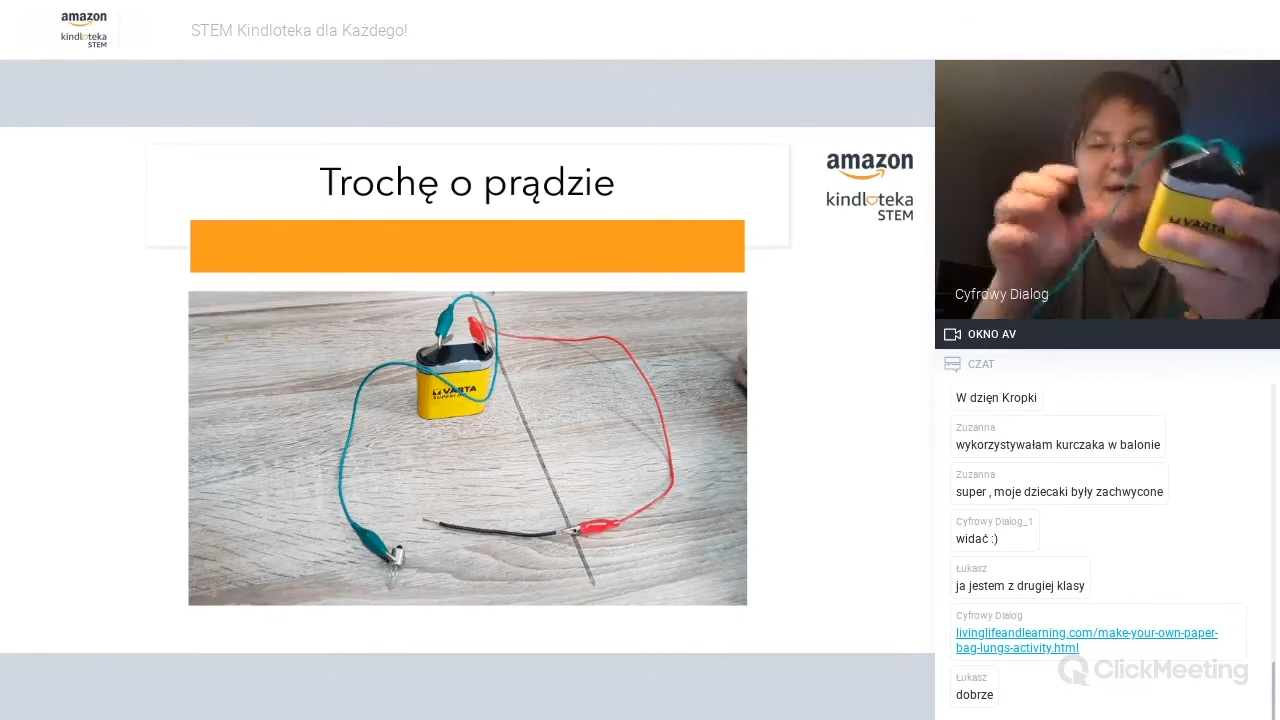 amazon
kindloteka
STEM
STEM Kindloteka dla Każdego!
Trochę o prądzie
amazon
kindloteka
STEM
VARTA
SUPERLIFE
VARTA
Cyfrowy Dialog
OKNO AV
CZAT
W dzięn Kropki
Zuzanna
wykorzystywałam kurczaka w balonie
Zuzanna
super , moje dziecaki były zachwycone
Cyfrowy Dialog_1
widać :)
Łukasz
ja jestem z drugiej klasy
Cyfrowy Dialog
livinglifeandlearning.com/make-your-own-paper-
bag-lungs-activity.html
Łukasz
dobrze
ClickMeeting